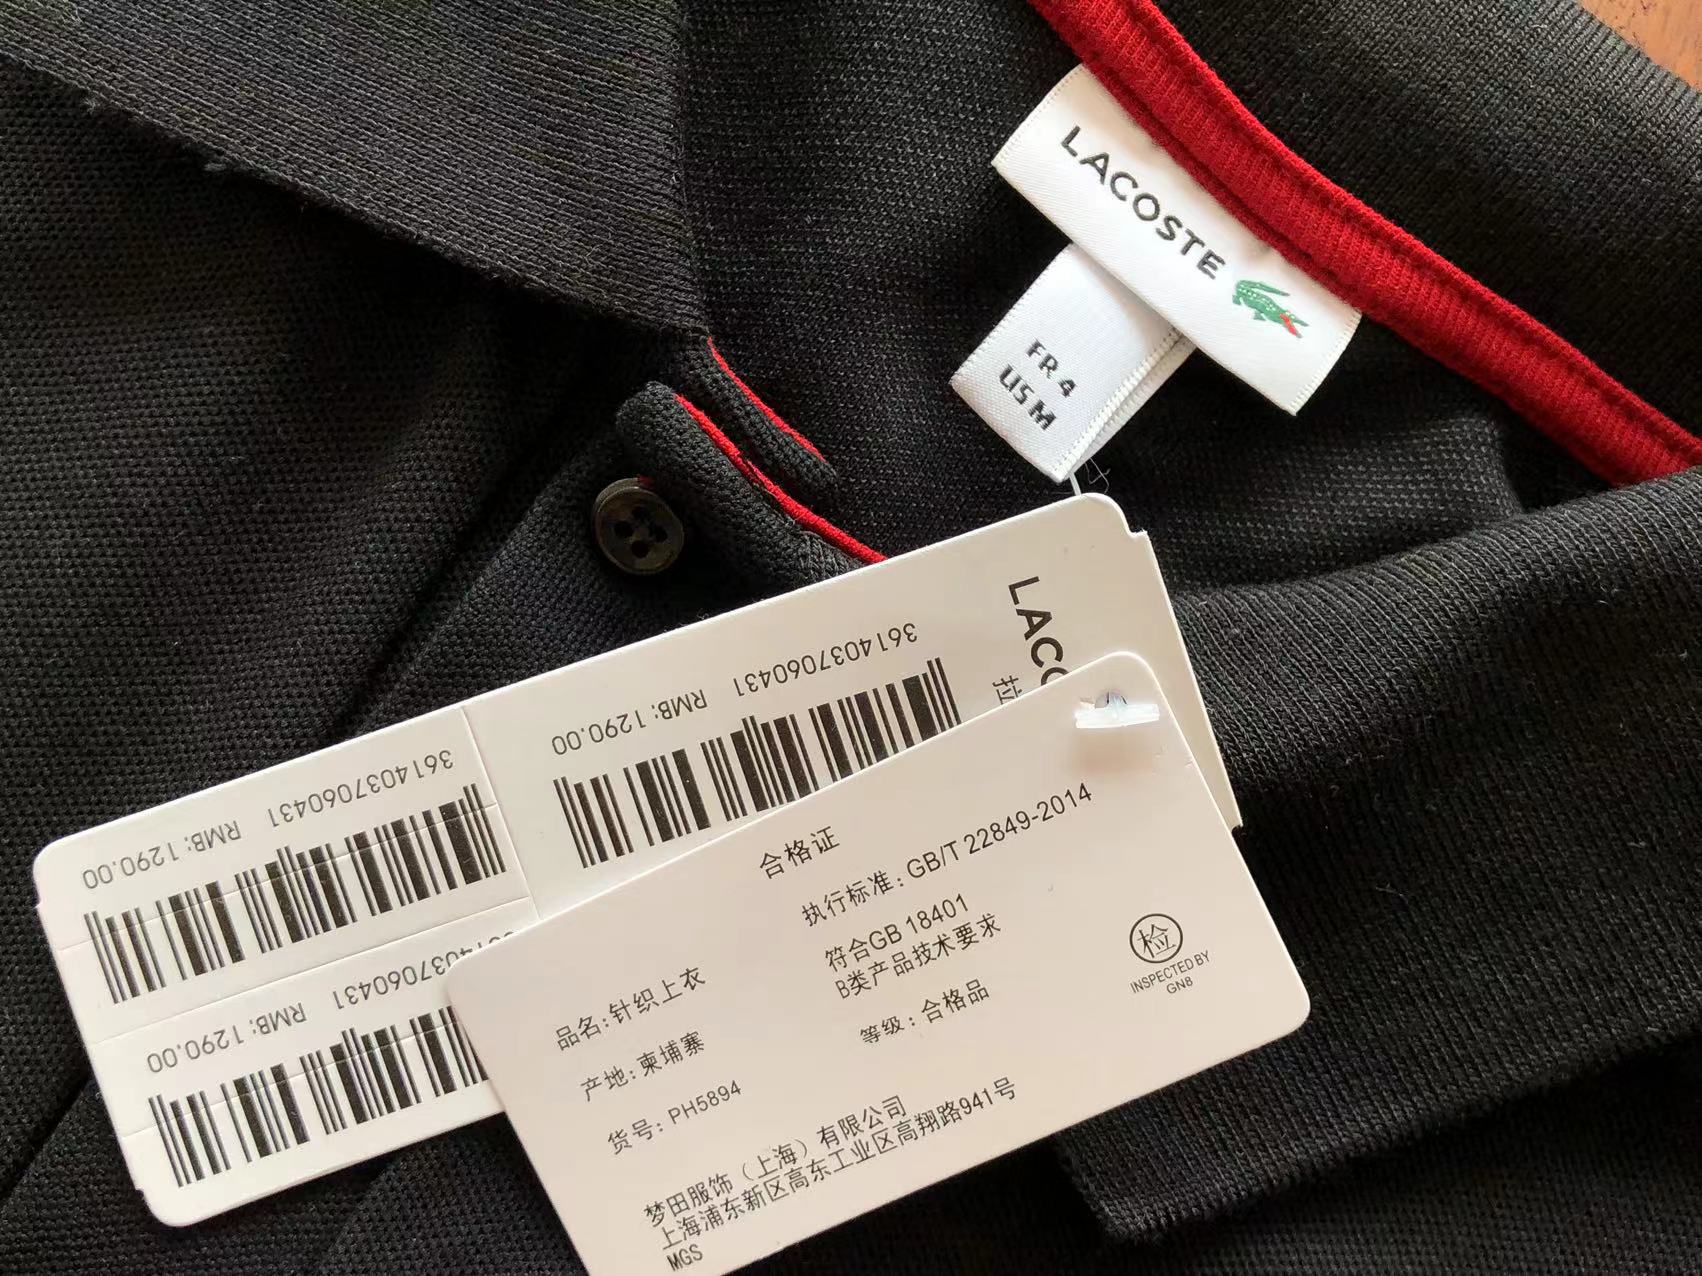 LACOSTE
FR 4
US M
LACO
拉
3614037060431
RMB: 1290.00
3614037060431
RMB: 1290.00
3614037060431
RMB: 1290.00
合格证
执行标准: GB/T 22849-2014
符合GB 18401
B类产品技术要求
品名: 针织上衣
等级: 合格品
产地: 柬埔寨
货号: PH5894
检
INSPECTED BY
GN8
梦田服饰（上海）有限公司
上海浦东新区高东工业区高翔路941号
MGS